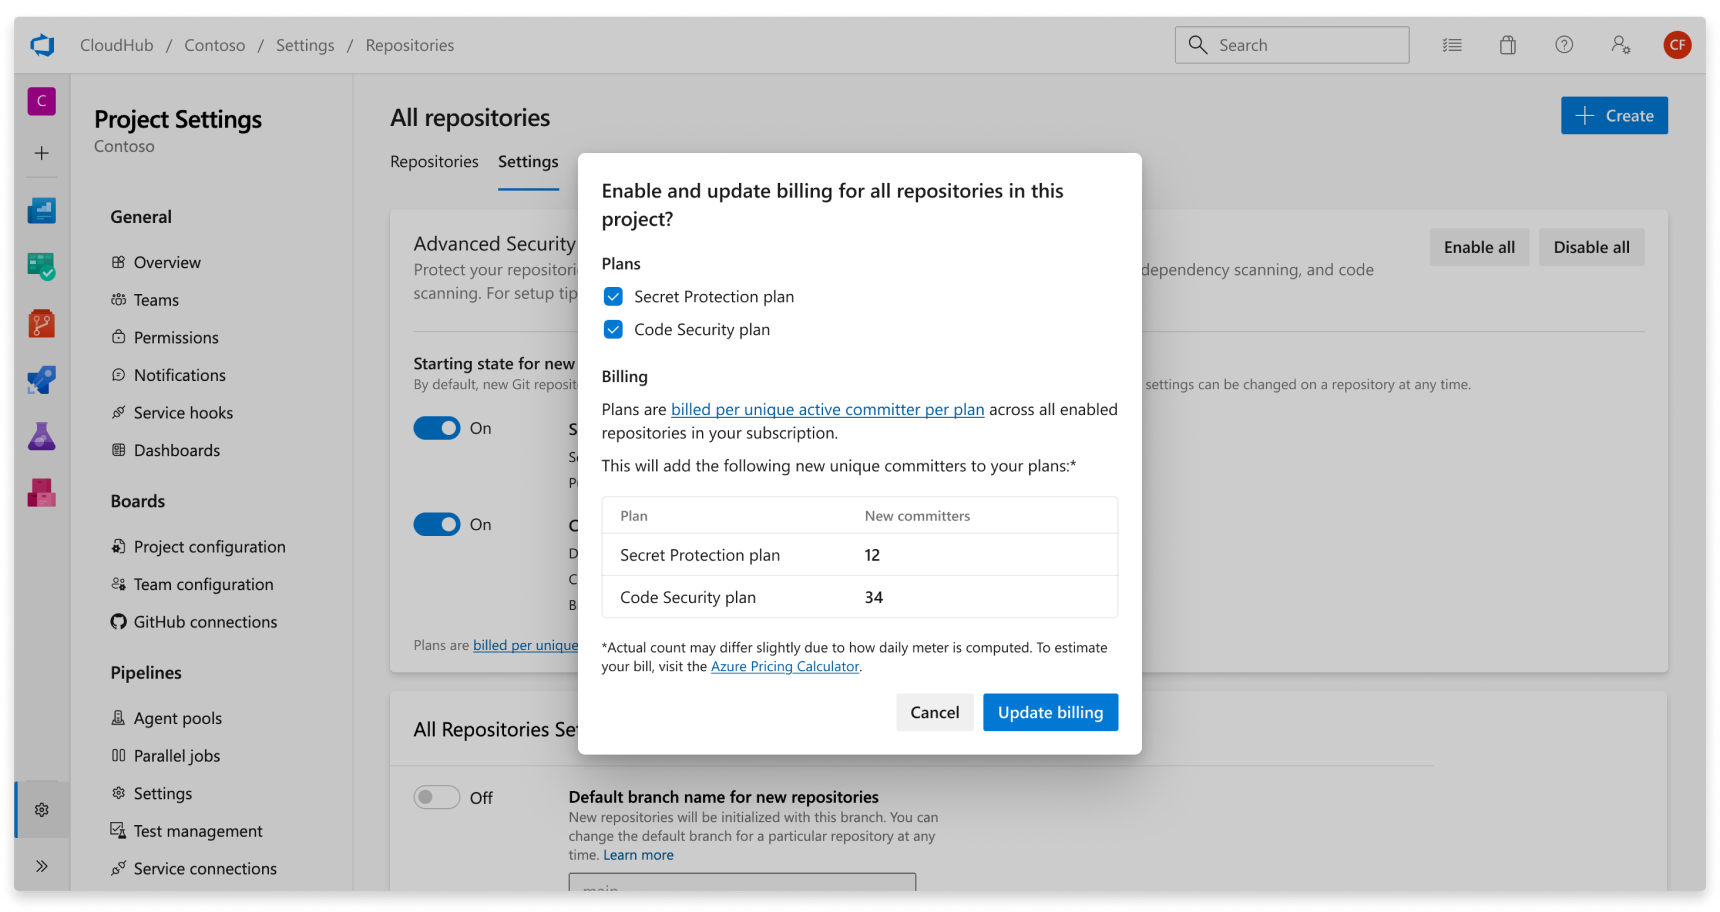 CloudHub / Contoso / Settings / Repositories
Search
CF
C
Project Settings
Contoso
General
Overview
Teams
Permissions
Notifications
Service hooks
Dashboards
Boards
Project configuration
Team configuration
GitHub connections
Pipelines
Agent pools
Parallel jobs
Settings
Test management
Service connections
All repositories
Create
Repositories
Settings
Advanced Security
Enable all
Disable all
Protect your repositori
dependency scanning, and code
scanning. For setup tip
Starting state for new
By default, new Git reposit
settings can be changed on a repository at any time.
On
S
Se
On
C
D
C
B
Plans are billed per unique
Enable and update billing for all repositories in this
project?
Plans
Secret Protection plan
Code Security plan
Billing
Plans are billed per unique active committer per plan across all enabled
repositories in your subscription.
This will add the following new unique committers to your plans:*
Plan New committers
Secret Protection plan 12
Code Security plan 34
*Actual count may differ slightly due to how daily meter is computed. To estimate
your bill, visit the Azure Pricing Calculator.
Cancel
Update billing
All Repositories Se
Off
Default branch name for new repositories
New repositories will be initialized with this branch. You can
change the default branch for a particular repository at any
time. Learn more